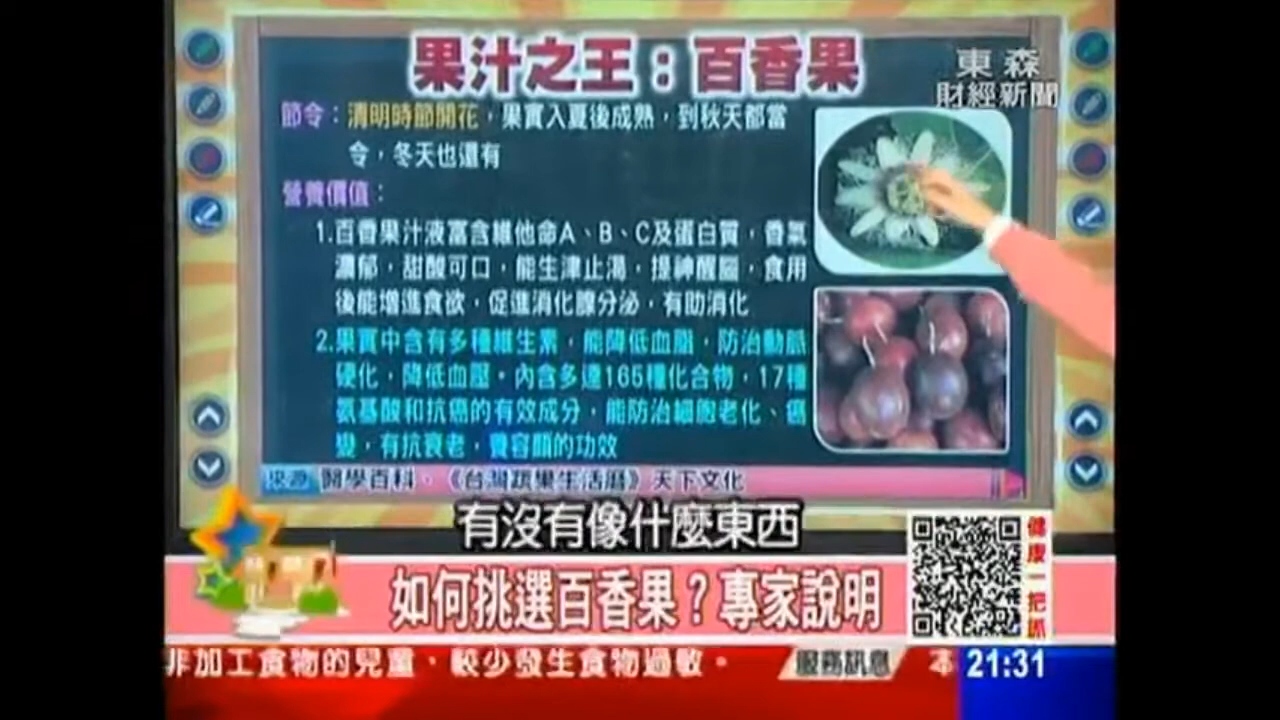 果汁之王：百香果
東森
財經新聞
節令：清明時節開花，果實入夏後成熟，到秋天都當
令，冬天也還有
營養價值：
1.百香果汁液富含維他命A、B、C及蛋白質，香氣
濃郁，甜酸可口，能生津止渴，提神醒腦，食用
後能增進食欲，促進消化腺分泌，有助消化
2.果實中含有多種維生素，能降低血脂，防治動脈
硬化，降低血壓。內含多達165種化合物，17種
氨基酸和抗癌的有效成分，能防治細胞老化、癌
變，有抗衰老，養容顏的功效
來源 醫學百科，《台灣蔬果生活曆》天下文化
有沒有像什麼東西
如何挑選百香果？專家說明
健康一把抓
非加工食物的兒童，較少發生食物過敏。
服務訊息
本
21:31